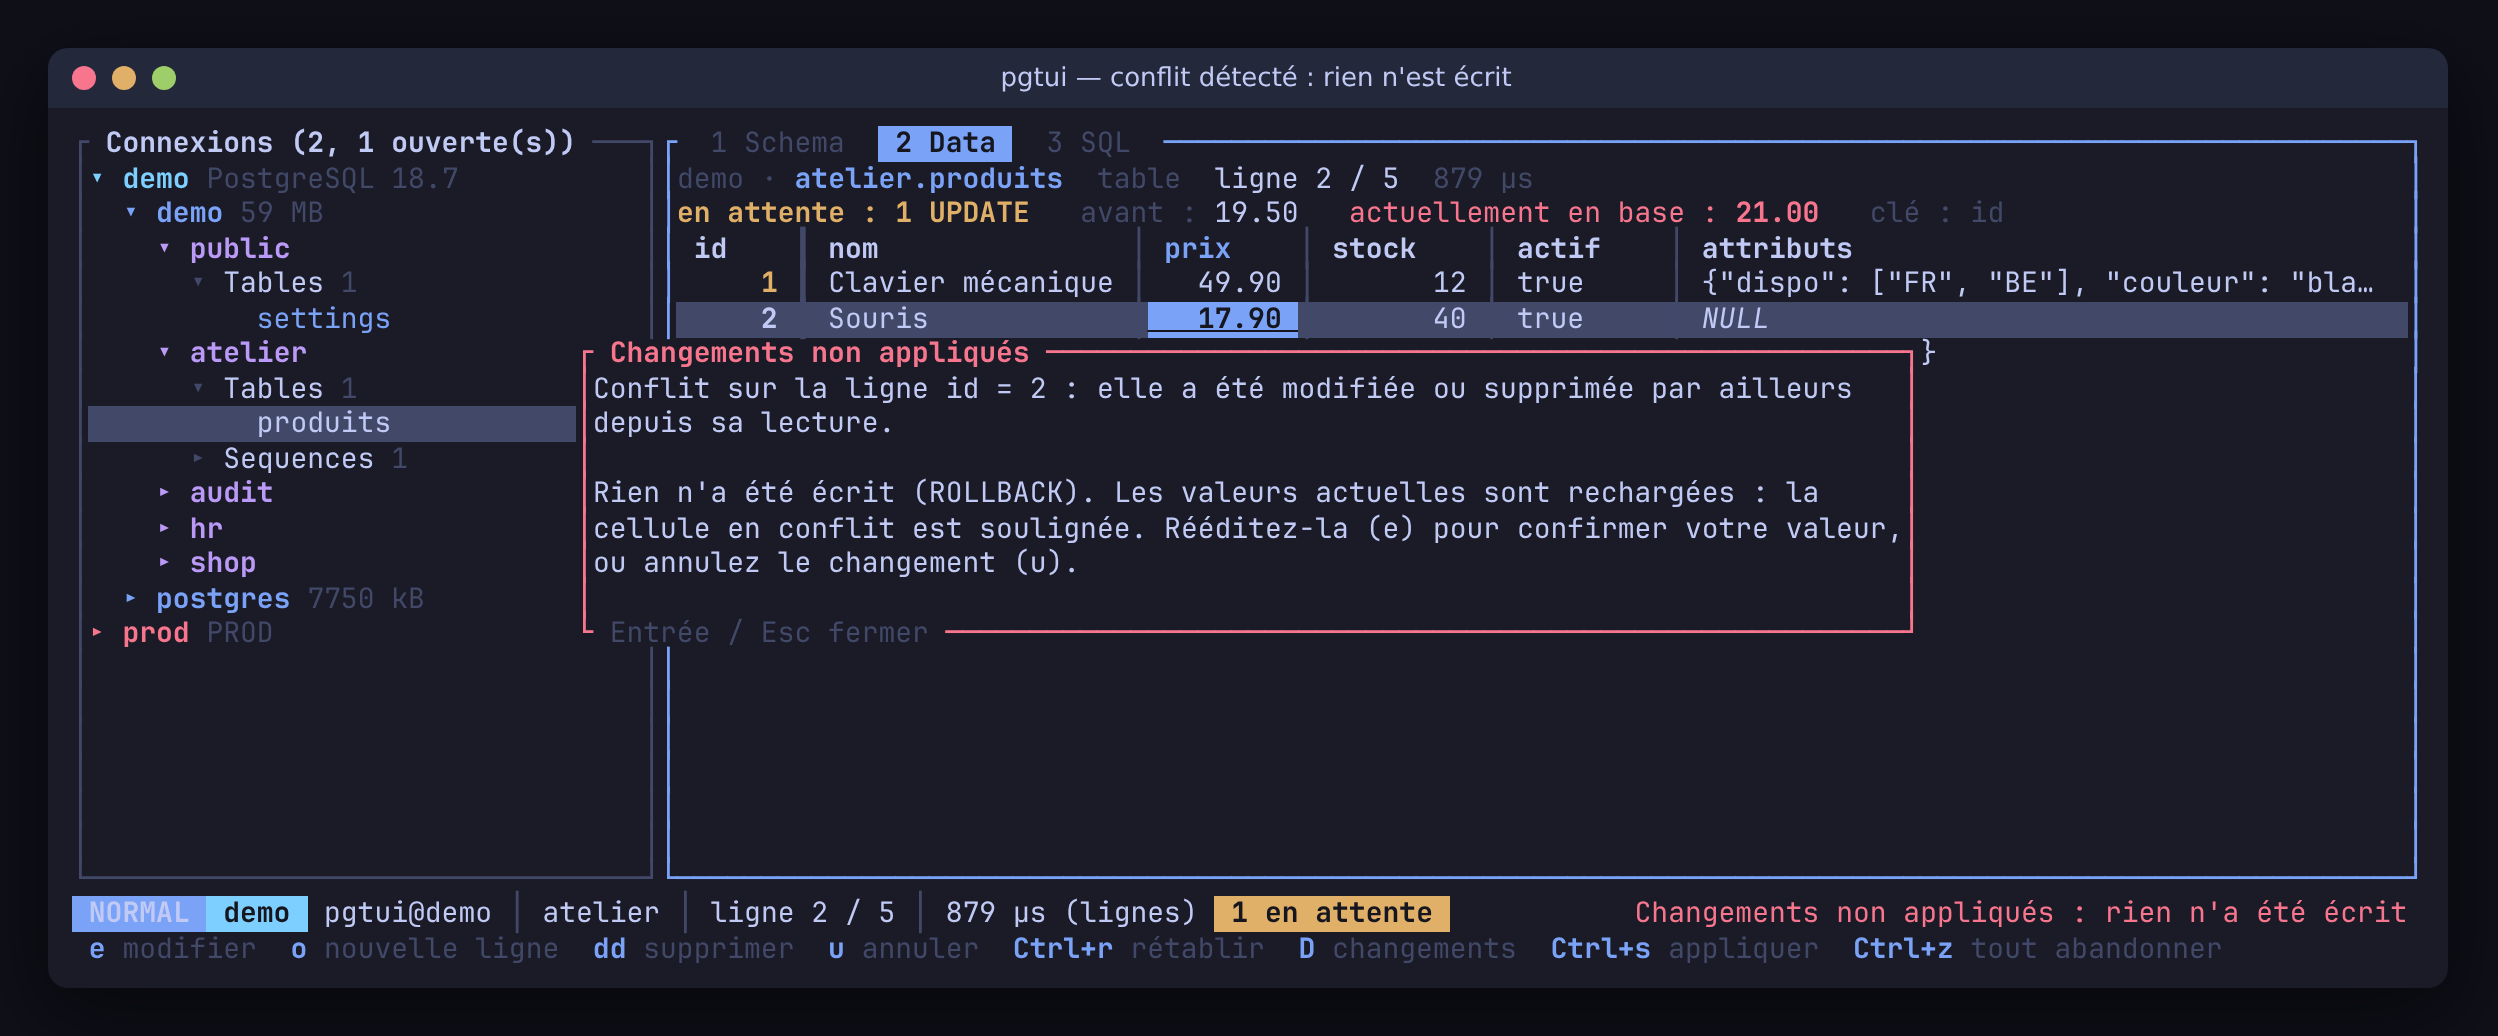 pgtui — conflit détecté : rien n'est écrit
Connexions (2, 1 ouverte(s))
▾ demo PostgreSQL 18.7
▾ demo 59 MB
▾ public
▾ Tables 1
settings
▾ atelier
▾ Tables 1
produits
▸ Sequences 1
▸ audit
▸ hr
▸ shop
▸ postgres 7750 kB
▸ prod PROD
1 Schema 2 Data 3 SQL
demo · atelier.produits table ligne 2 / 5 879 µs
en attente : 1 UPDATE avant : 19.50 actuellement en base : 21.00 clé : id
id nom prix stock actif attributs
1 Clavier mécanique 49.90 12 true {"dispo": ["FR", "BE"], "couleur": "bla…
2 Souris 17.90 40 true NULL
}
Changements non appliqués
Conflit sur la ligne id = 2 : elle a été modifiée ou supprimée par ailleurs
depuis sa lecture.
Rien n'a été écrit (ROLLBACK). Les valeurs actuelles sont rechargées : la
cellule en conflit est soulignée. Rééditez-la (e) pour confirmer votre valeur,
ou annulez le changement (u).
Entrée / Esc fermer
NORMAL demo pgtui@demo │ atelier │ ligne 2 / 5 │ 879 µs (lignes) 1 en attente Changements non appliqués : rien n'a été écrit
e modifier o nouvelle ligne dd supprimer u annuler Ctrl+r rétablir D changements Ctrl+s appliquer Ctrl+z tout abandonner